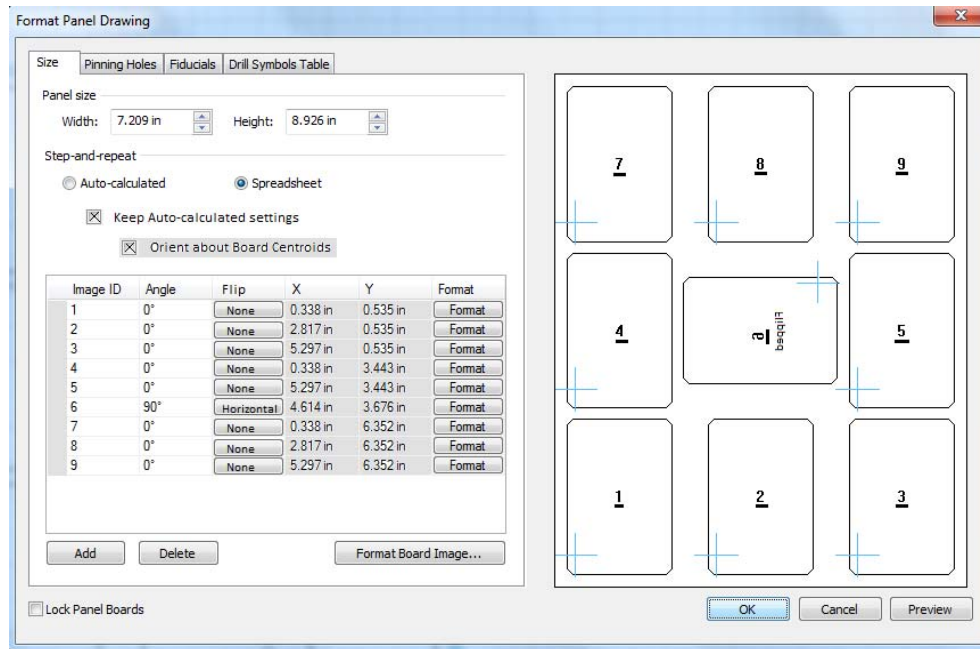 Format Panel Drawing
Size Pinning Holes Fiducials Drill Symbols Table
Panel size
Width: 7.209 in Height: 8.926 in
Step-and-repeat
Auto-calculated Spreadsheet
Keep Auto-calculated settings
Orient about Board Centroids
Image ID Angle Flip X Y Format
1 0° None 0.338 in 0.535 in Format
2 0° None 2.817 in 0.535 in Format
3 0° None 5.297 in 0.535 in Format
4 0° None 0.338 in 3.443 in Format
5 0° None 5.297 in 3.443 in Format
6 90° Horizontal 4.614 in 3.676 in Format
7 0° None 0.338 in 6.352 in Format
8 0° None 2.817 in 6.352 in Format
9 0° None 5.297 in 6.352 in Format
Add Delete Format Board Image...
Lock Panel Boards
7 8 9
4 6 Flipped 5
1 2 3
OK Cancel Preview